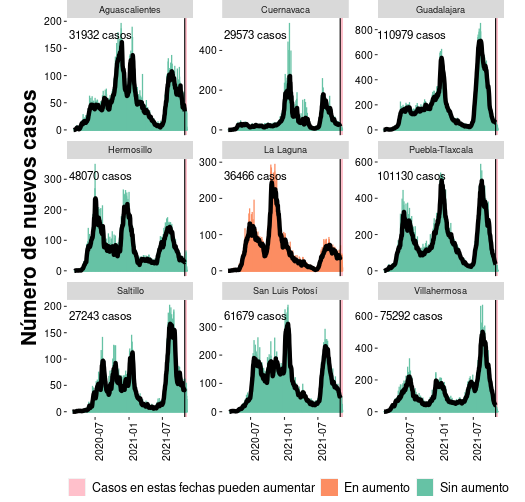 Número de nuevos casos
Aguascalientes
Cuernavaca
Guadalajara
200
150
100
50
0
31932 casos
400
200
0
29573 casos
800
600
400
200
0
110979 casos
Hermosillo
La Laguna
Puebla-Tlaxcala
300
200
100
0
48070 casos
300
200
100
0
36466 casos
600
400
200
0
101130 casos
Saltillo
San Luis Potosí
Villahermosa
200
150
100
50
0
27243 casos
300
200
100
0
61679 casos
600
400
200
0
75292 casos
2020-07
2021-01
2021-07
2020-07
2021-01
2021-07
2020-07
2021-01
2021-07
Casos en estas fechas pueden aumentar
En aumento
Sin aumento